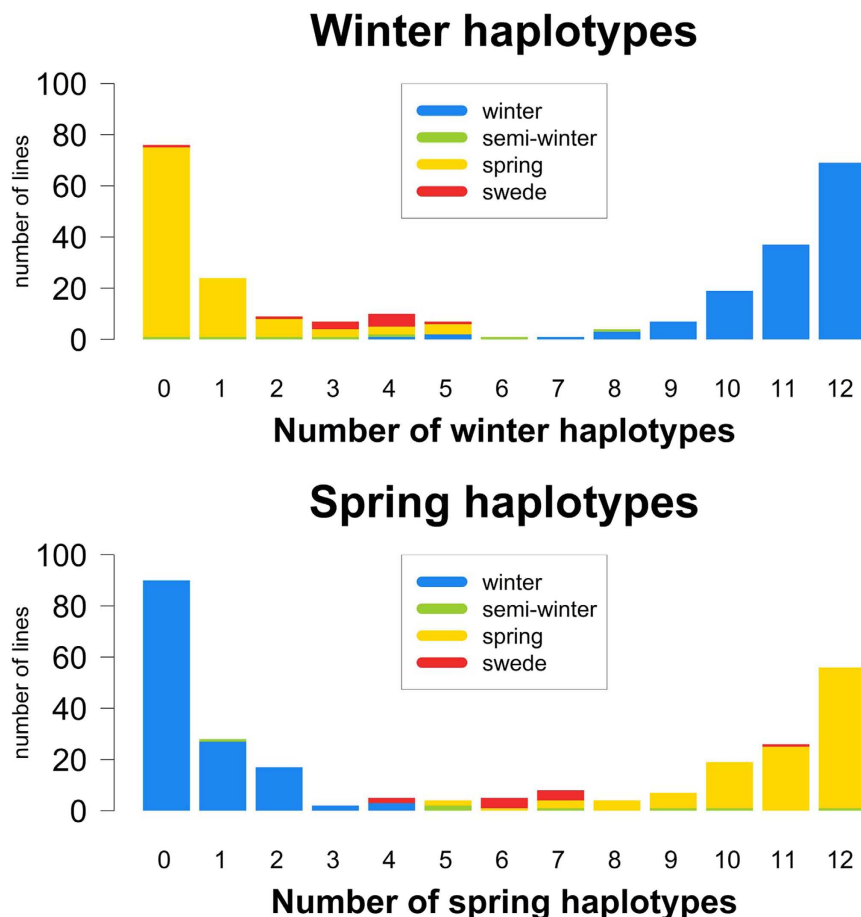 Winter haplotypes
100
80
60
40
20
0
number of lines
winter
semi-winter
spring
swede
0 1 2 3 4 5 6 7 8 9 10 11 12
Number of winter haplotypes
Spring haplotypes
100
80
60
40
20
0
number of lines
winter
semi-winter
spring
swede
0 1 2 3 4 5 6 7 8 9 10 11 12
Number of spring haplotypes